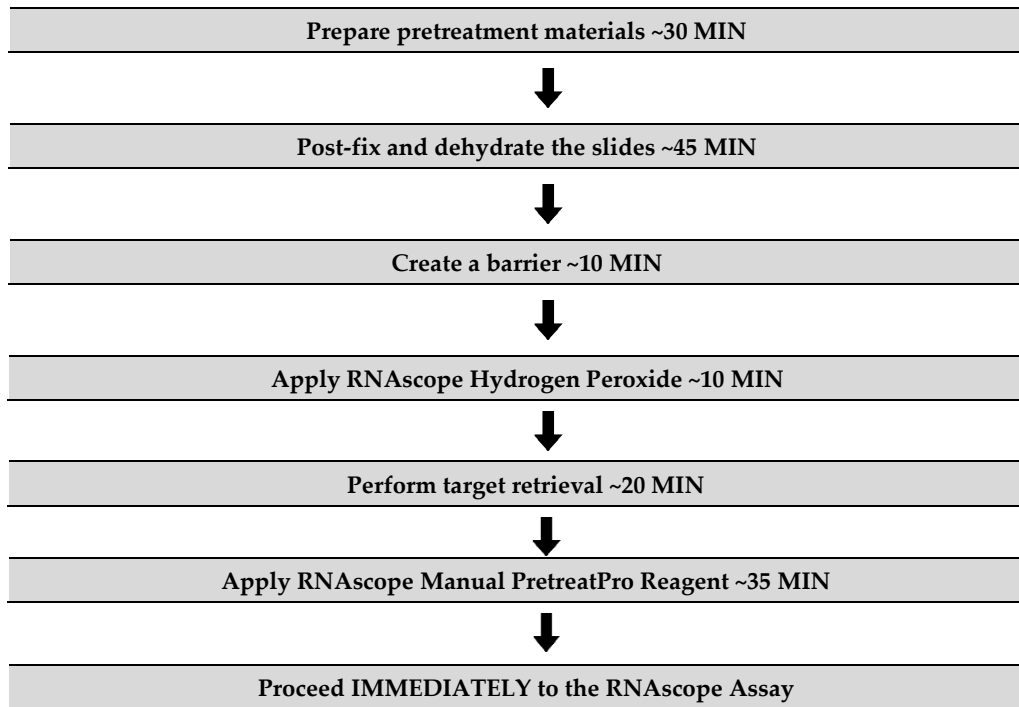 Prepare pretreatment materials ~30 MIN
Post-fix and dehydrate the slides ~45 MIN
Create a barrier ~10 MIN
Apply RNAscope Hydrogen Peroxide ~10 MIN
Perform target retrieval ~20 MIN
Apply RNAscope Manual PretreatPro Reagent ~35 MIN
Proceed IMMEDIATELY to the RNAscope Assay